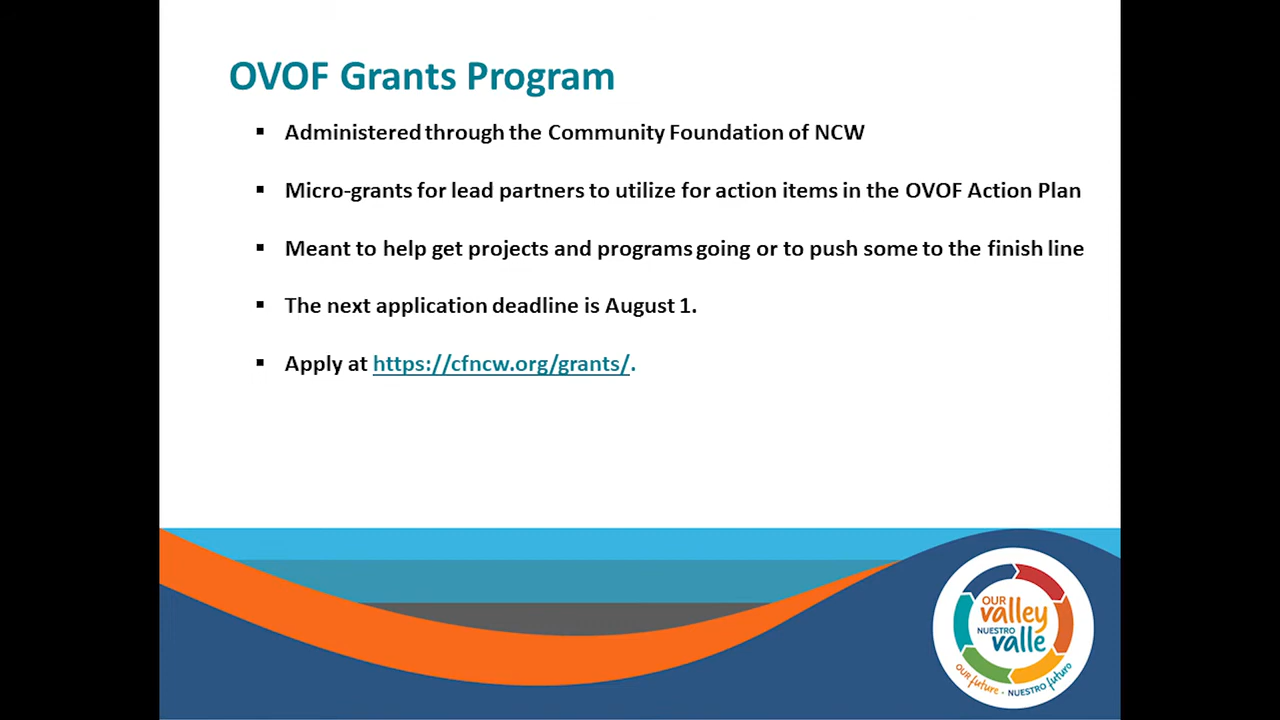 OVOF Grants Program
▪ Administered through the Community Foundation of NCW
▪ Micro-grants for lead partners to utilize for action items in the OVOF Action Plan
▪ Meant to help get projects and programs going or to push some to the finish line
▪ The next application deadline is August 1.
▪ Apply at https://cfncw.org/grants/.
OUR
valley
NUESTRO
valle
OUR future - NUESTRO futuro